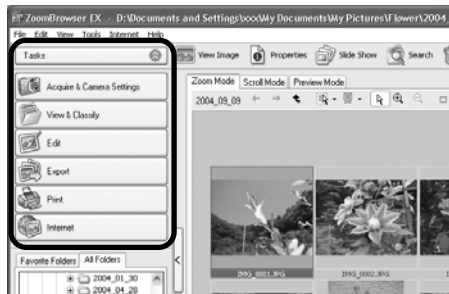 ZoomBrowser EX - D:\Documents and Settings\xxx\My Documents\My Pictures\Flower\2004
File Edit View Tools Internet Help
Tasks
View Image Properties Slide Show Search
Zoom Mode Scroll Mode Preview Mode
2004_09_09
Acquire & Camera Settings
View & Classify
Edit
Export
Print
Internet
Favorite Folders All Folders
2004_01_30
2004_04_28
IMG_0001.JPG IMG_0002.JPG